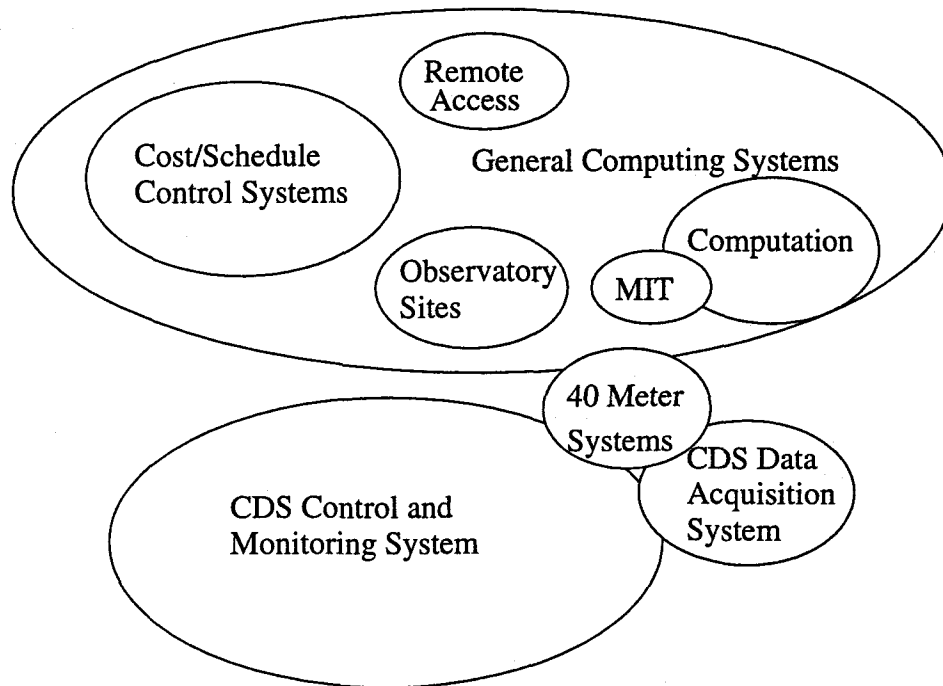 Remote
Access
Cost/Schedule
Control Systems
General Computing Systems
Computation
Observatory
Sites
MIT
40 Meter
Systems
CDS Data
Acquisition
System
CDS Control and
Monitoring System